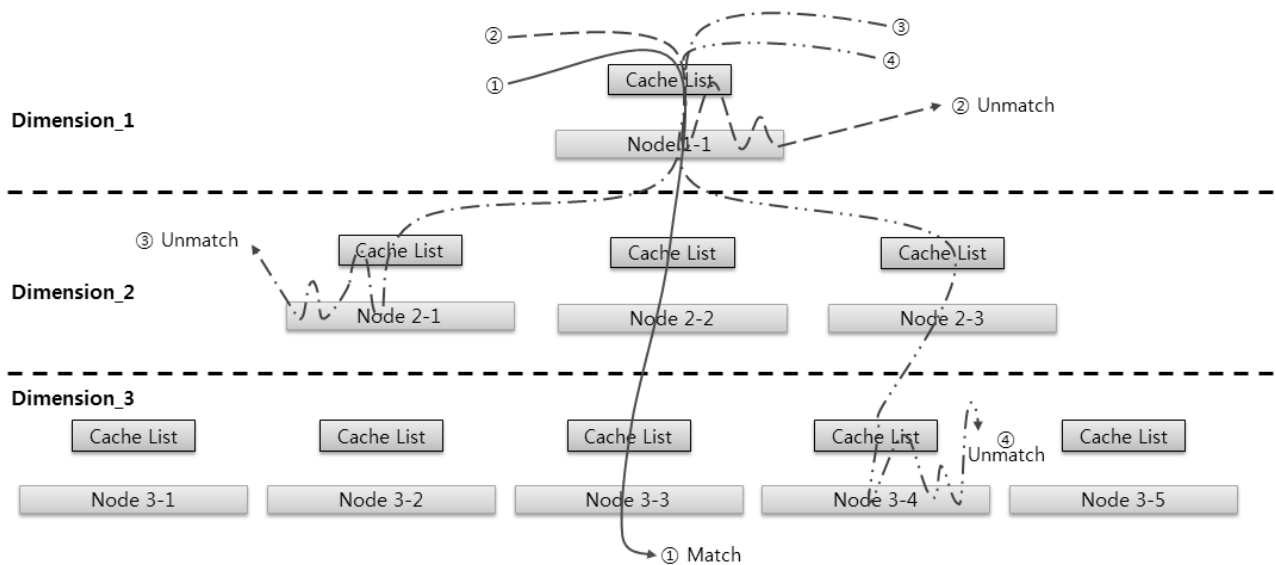 ③
②
④
①
Cache List
② Unmatch
Dimension_1
Node 1-1
③ Unmatch
Cache List
Cache List
Cache List
Dimension_2
Node 2-1
Node 2-2
Node 2-3
Dimension_3
Cache List
Cache List
Cache List
Cache List
Cache List
④
Unmatch
Node 3-1
Node 3-2
Node 3-3
Node 3-4
Node 3-5
① Match